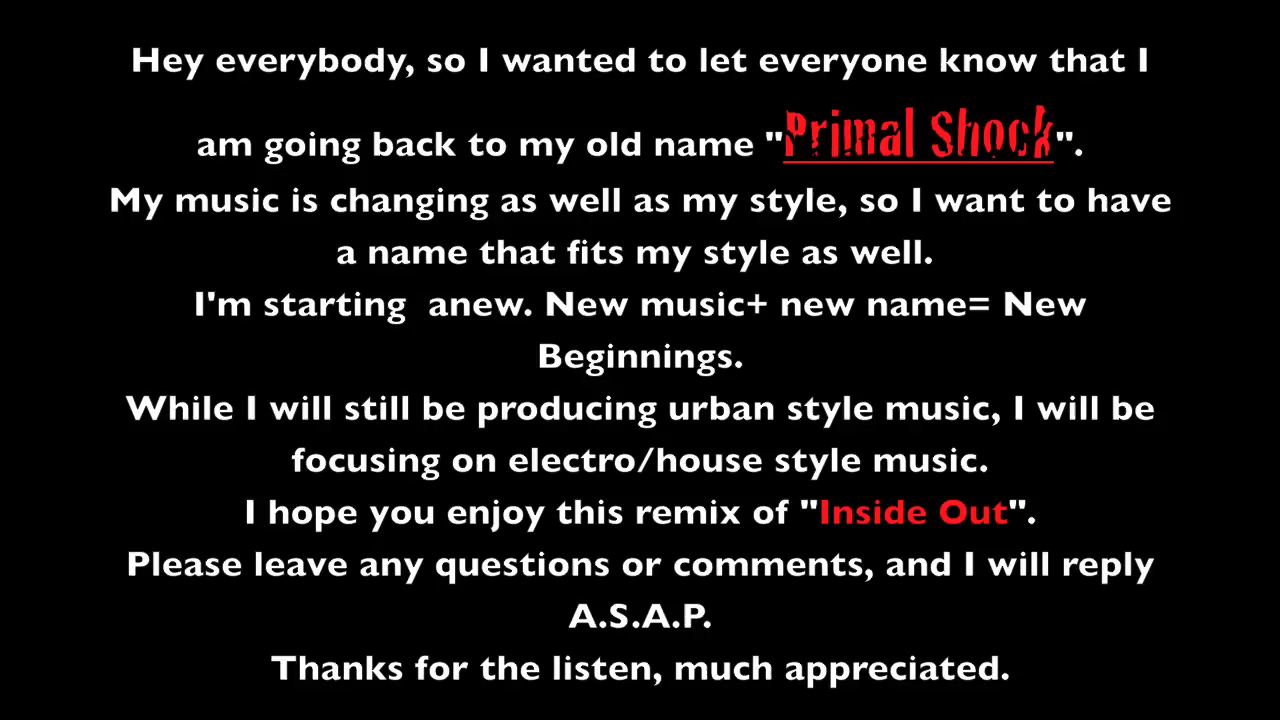 Hey everybody, so I wanted to let everyone know that I
am going back to my old name "Primal Shock".
My music is changing as well as my style, so I want to have
a name that fits my style as well.
I'm starting  anew. New music+ new name= New
Beginnings.
While I will still be producing urban style music, I will be
focusing on electro/house style music.
I hope you enjoy this remix of "Inside Out".
Please leave any questions or comments, and I will reply
A.S.A.P.
Thanks for the listen, much appreciated.